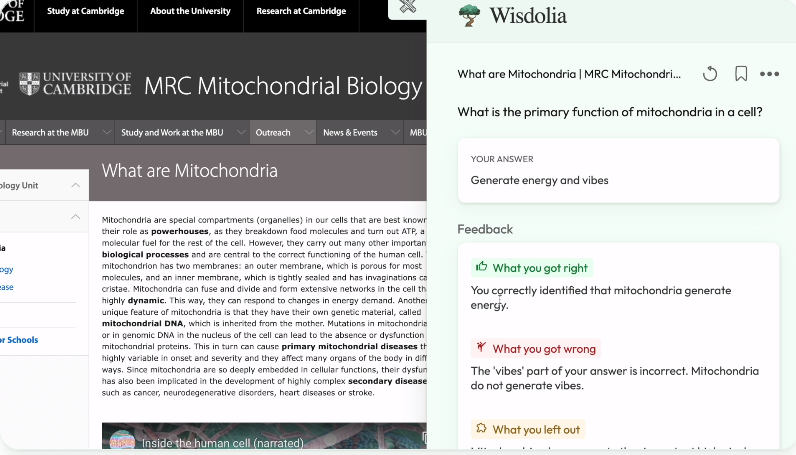 OF
DGE
Study at Cambridge
About the University
Research at Cambridge
UNIVERSITY OF
CAMBRIDGE
MRC Mitochondrial Biology
Research at the MBU
Study and Work at the MBU
Outreach
News & Events
MBU
ology Unit
What are Mitochondria
ia
ogy
ease
or Schools
Mitochondria are special compartments (organelles) in our cells that are best known
their role as powerhouses, as they breakdown food molecules and turn out ATP, a
molecular fuel for the rest of the cell. However, they carry out many other importan
biological processes and are central to the correct functioning of the human cell.
mitochondrion has two membranes: an outer membrane, which is porous for most
molecules, and an inner membrane, which is tightly sealed and has invaginations ca
cristae. Mitochondria can fuse and divide and form extensive networks in the cell tha
highly dynamic. This way, they can respond to changes in energy demand. Another
unique feature of mitochondria is that they have their own genetic material, called
mitochondrial DNA, which is inherited from the mother. Mutations in mitochondria
or in genomic DNA in the nucleus of the cell can lead to the absence or dysfunction
mitochondrial proteins. This in turn can cause primary mitochondrial diseases th
highly variable in onset and severity and they affect many organs of the body in diff
ways. Since mitochondria are so deeply embedded in cellular functions, their dysfun
has also been implicated in the development of highly complex secondary disease
such as cancer, neurodegenerative disorders, heart diseases or stroke.
Inside the human cell (narrated)
Wisdolia
What are Mitochondria | MRC Mitochondri...
What is the primary function of mitochondria in a cell?
YOUR ANSWER
Generate energy and vibes
Feedback
What you got right
You correctly identified that mitochondria generate
energy.
What you got wrong
The 'vibes' part of your answer is incorrect. Mitochondria
do not generate vibes.
What you left out